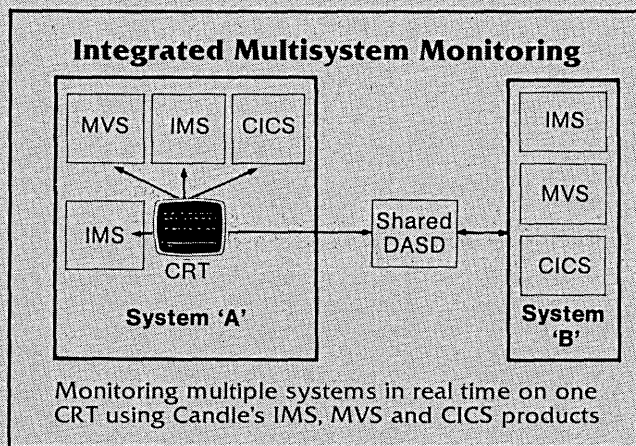 Integrated Multisystem Monitoring
System 'A'
MVS
IMS
CICS
IMS
CRT
Shared
DASD
IMS
MVS
CICS
System
'B'
Monitoring multiple systems in real time on one
CRT using Candle's IMS, MVS and CICS products